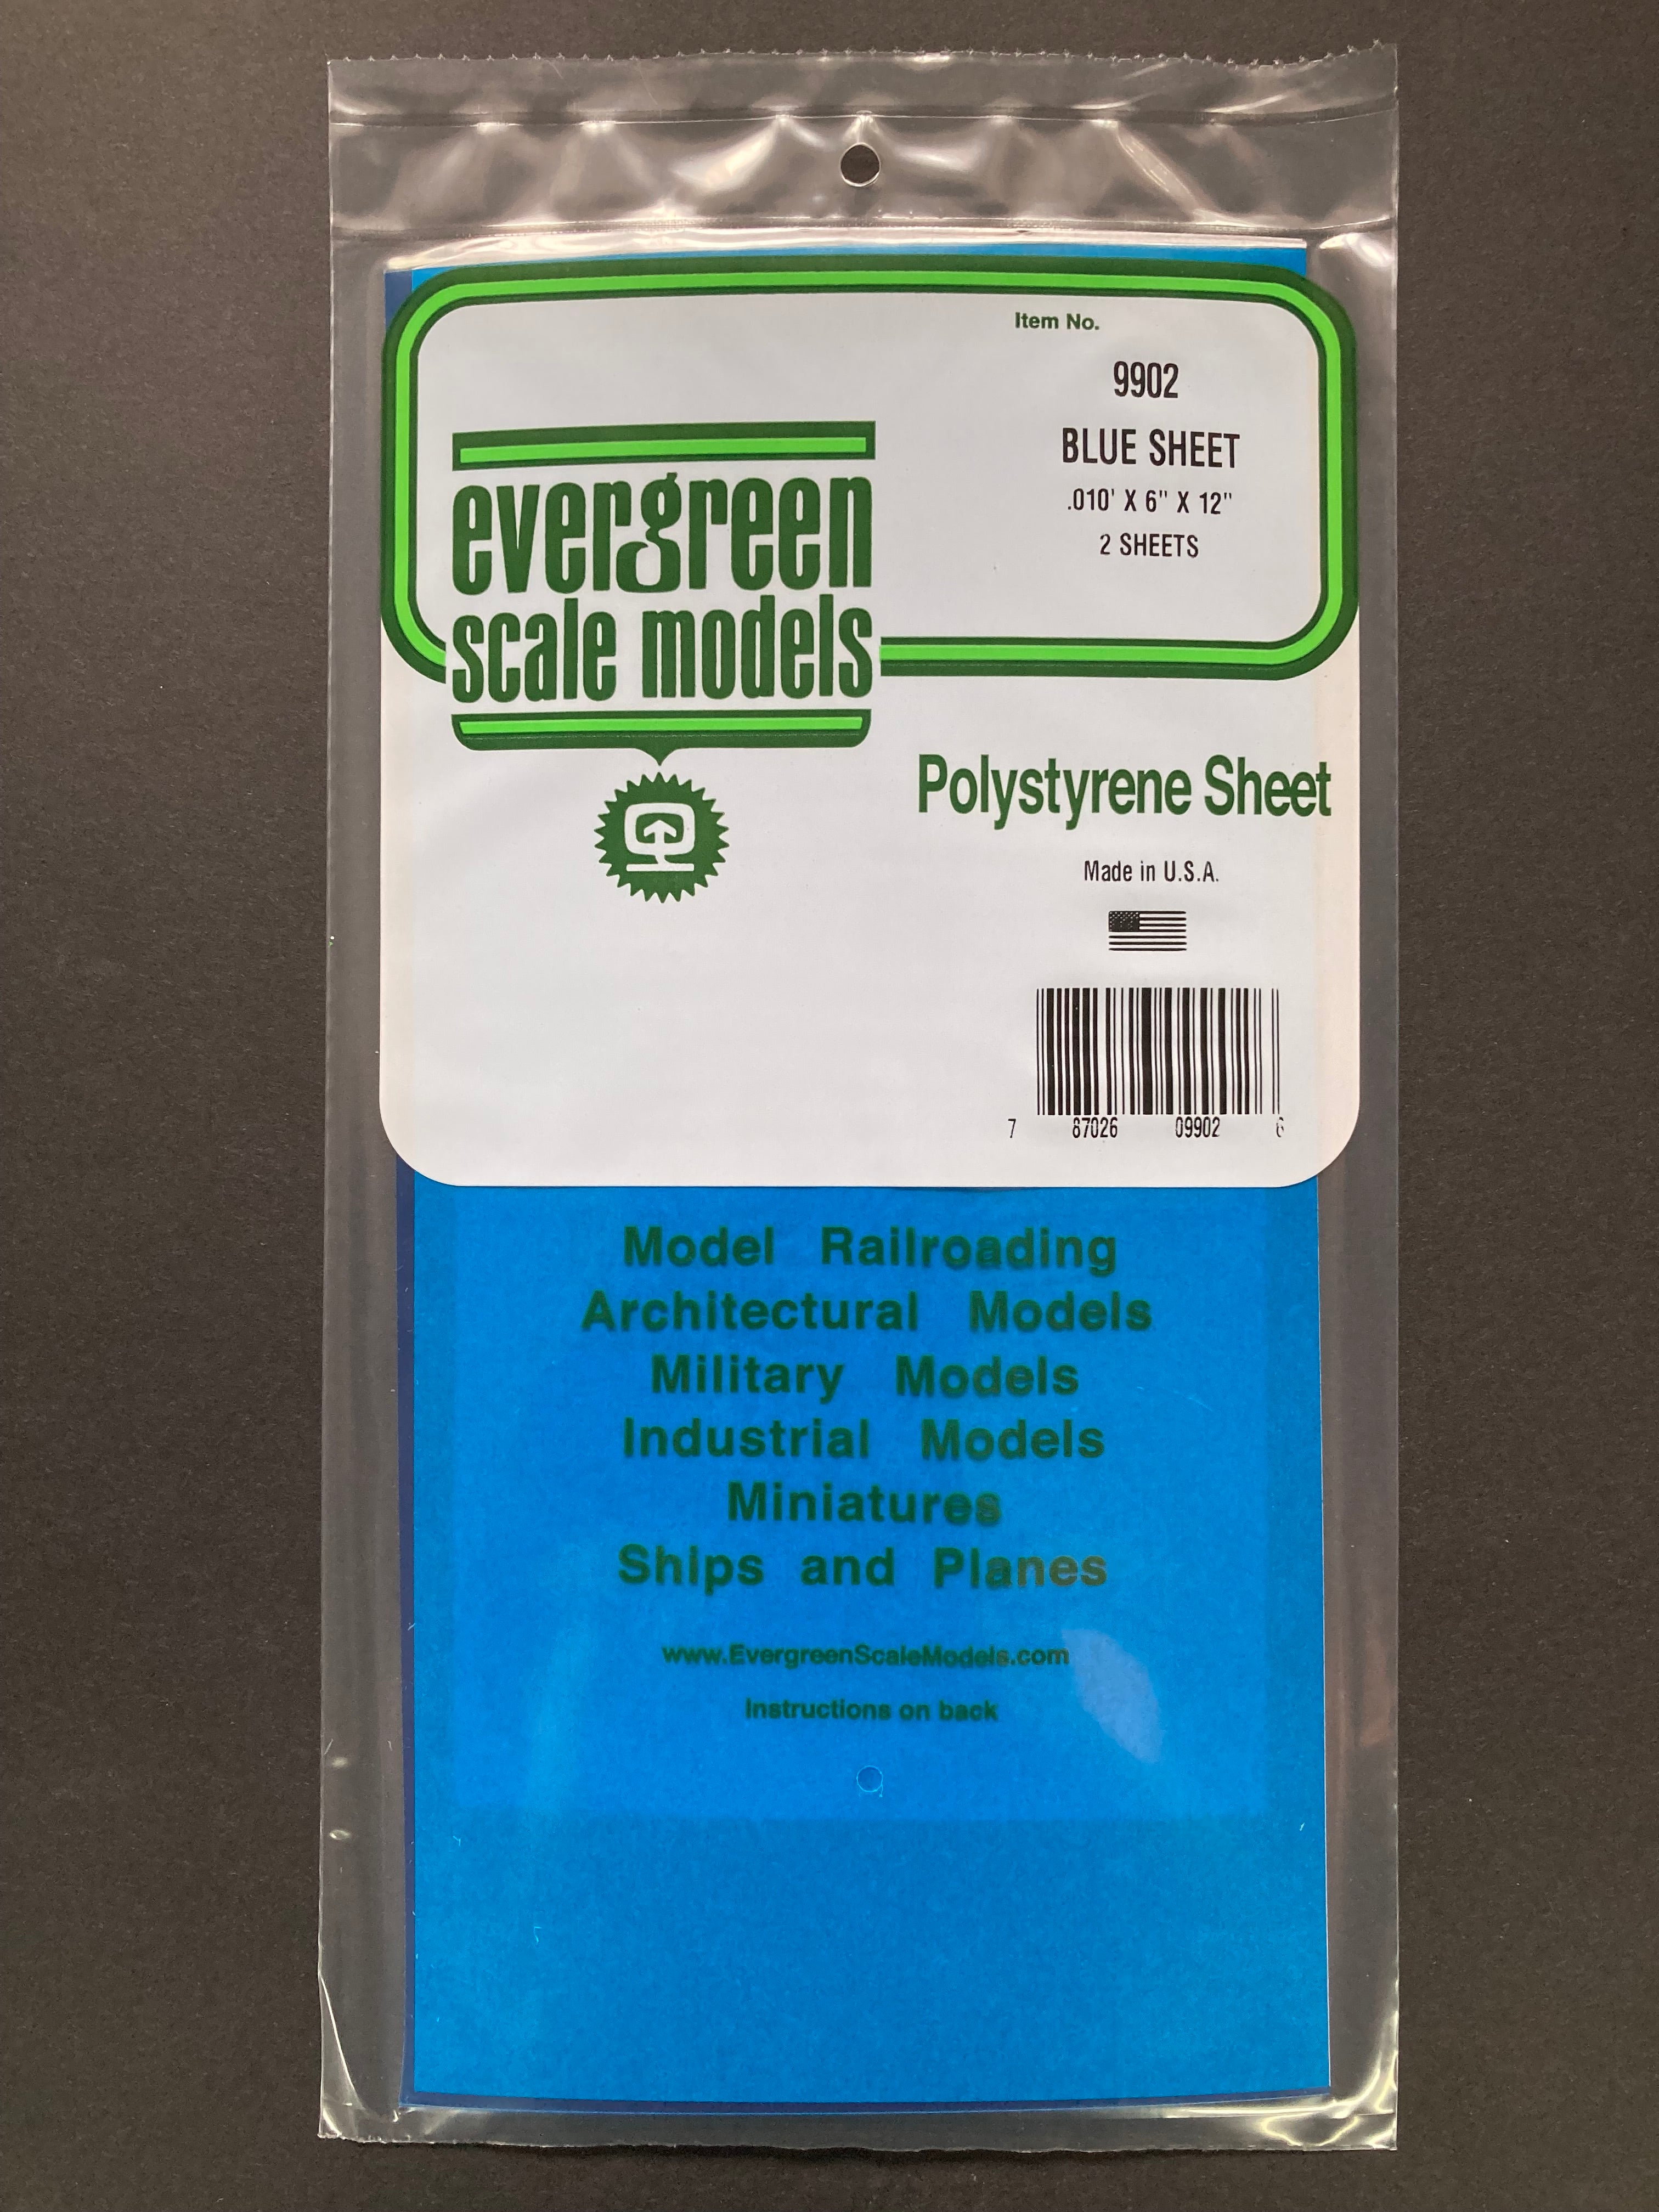 Item No.
9902
BLUE SHEET
.010' X 6" X 12"
2 SHEETS
evergreen
scale models
Polystyrene Sheet
Made in U.S.A.
7 87026 09902 6
Model Railroading
Architectural Models
Military Models
Industrial Models
Miniatures
Ships and Planes
www.EvergreenScaleModels.com
Instructions on back